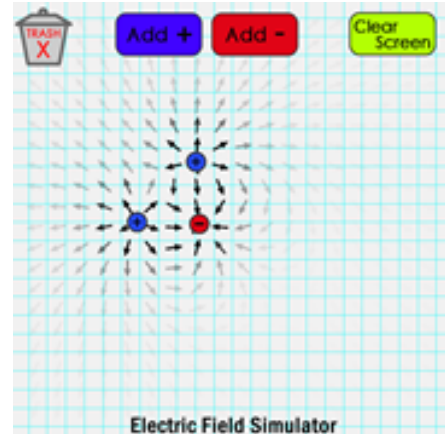 TRASH
X
Add +
Add -
Clear
Screen
+
+
-
Electric Field Simulator